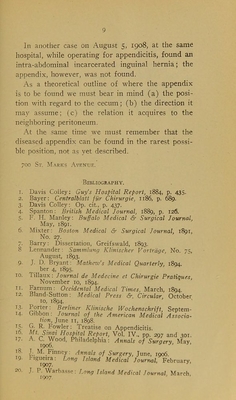 9
In another case on August 5, 1908, at the same
hospital, while operating for appendicitis, found an
intra-abdominal incarcerated inguinal hernia; the
appendix, however, was not found.
As a theoretical outline of where the appendix
is to be found we must bear in mind (a) the posi-
tion with regard to the cecum; (b) the direction it
may assume; (c) the relation it acquires to the
neighboring peritoneum.
At the same time we must remember that the
diseased appendix can be found in the rarest possi-
ble position, not as yet described.
700 St. Marks Avenue.
Bibliography.
1. Davis Colley: Guy's Hospital Report, 1884, p. 435.
2. Bayer: Centralblatt für Chirurgie, 1186, p. 689.
3. Davis Colley: Op. cit., p. 437.
4. Spanton: British Medical Journal, 1889, p. 126.
5. F. H. Manley: Buffalo Medical & Surgical Journal,
May, 1891.
6. Mixter: Boston Medical & Surgical Journal, 1891,
No. 27.
7. Barry: Dissertation, Greifswald, 1895.
8. Lennander: Sammlung Klinischer Vorträge, No. 75,
August, 1893.
9. J. D. Bryant: Mathews's Medical Quarterly, 1894,
ber 4, 1895.
10. Tillaux: Journal de Medecine et Chirurgie Pratiques,
November 10, 1894.
11. Farnum: Occidental Medical Times, March, 1894.
12. Bland-Sutton: Medical Press & Circular, October
10, 1894.
13. Porter: Berliner Klinische Wochenschrift, Septem-
14. Gibbon: Journal of the American Medical Associa-
tion, June 11, 1898.
15. G. R. Fowler: Treatise on Appendicitis.
16. Mt. Sinai Hospital Report, Vol. IV., pp. 297 and 301.
17. A. C. Wood, Philadelphia: Annals of Surgery, May,
1906.
18. J. M. Finney: Annals of Surgery, June, 1906.
19. Figueira: Long Island Medical Journal, February,
1907.
20. J. P. Warbasse: Long Island Medical Journal, March,
1907.